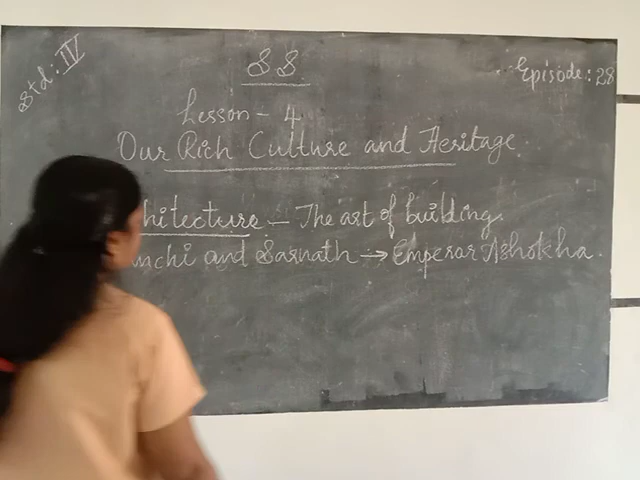 Std: IV
SS
Episode: 28
Lesson - 4
Our Rich Culture and Heritage
hitecture - The art of building.
nchi and Sarnath → Emperor Ashokha.